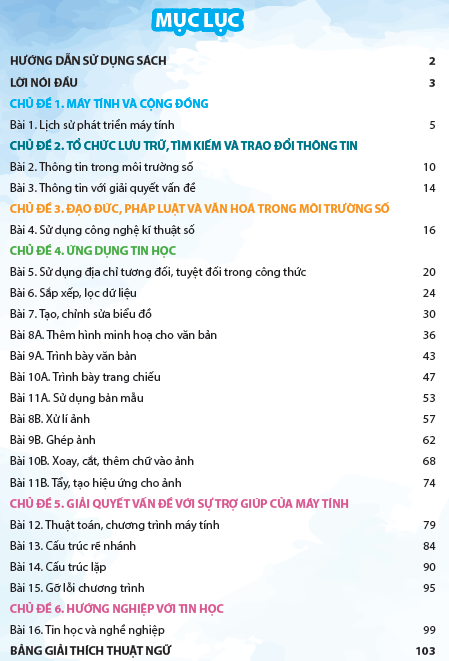 MỤC LỤC
HƯỚNG DẪN SỬ DỤNG SÁCH 2
LỜI NÓI ĐẦU 3
CHỦ ĐỀ 1. MÁY TÍNH VÀ CỘNG ĐỒNG
Bài 1. Lịch sử phát triển máy tính 5
CHỦ ĐỀ 2. TỔ CHỨC LƯU TRỮ, TÌM KIẾM VÀ TRAO ĐỔI THÔNG TIN
Bài 2. Thông tin trong môi trường số 10
Bài 3. Thông tin với giải quyết vấn đề 14
CHỦ ĐỀ 3. ĐẠO ĐỨC, PHÁP LUẬT VÀ VĂN HOÁ TRONG MÔI TRƯỜNG SỐ
Bài 4. Sử dụng công nghệ kĩ thuật số 16
CHỦ ĐỀ 4. ỨNG DỤNG TIN HỌC
Bài 5. Sử dụng địa chỉ tương đối, tuyệt đối trong công thức 20
Bài 6. Sắp xếp, lọc dữ liệu 24
Bài 7. Tạo, chỉnh sửa biểu đồ 30
Bài 8A. Thêm hình minh hoạ cho văn bản 36
Bài 9A. Trình bày văn bản 43
Bài 10A. Trình bày trang chiếu 47
Bài 11A. Sử dụng bản mẫu 53
Bài 8B. Xử lí ảnh 57
Bài 9B. Ghép ảnh 62
Bài 10B. Xoay, cắt, thêm chữ vào ảnh 68
Bài 11B. Tẩy, tạo hiệu ứng cho ảnh 74
CHỦ ĐỀ 5. GIẢI QUYẾT VẤN ĐỀ VỚI SỰ TRỢ GIÚP CỦA MÁY TÍNH
Bài 12. Thuật toán, chương trình máy tính 79
Bài 13. Cấu trúc rẽ nhánh 84
Bài 14. Cấu trúc lặp 90
Bài 15. Gỡ lỗi chương trình 95
CHỦ ĐỀ 6. HƯỚNG NGHIỆP VỚI TIN HỌC
Bài 16. Tin học và nghề nghiệp 99
BẢNG GIẢI THÍCH THUẬT NGỮ 103